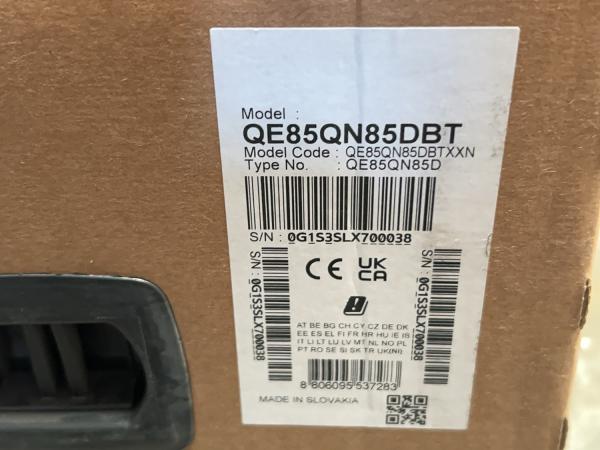 Model :
QE85QN85DBT
Model Code : QE85QN85DBTXXN
Type No. : QE85QN85D
S/N : 0G1S3SLX700038
S/N : 0G1S3SLX700038
S/N : 0G1S3SLX700038
CE UK
CA
AT BE BG CH CY CZ DE DK
EE ES EL FI FR HR HU IE IS
IT LI LT LU LV MT NL NO PL
PT RO SE SI SK TR UK(NI)
8 806095 537283
MADE IN SLOVAKIA